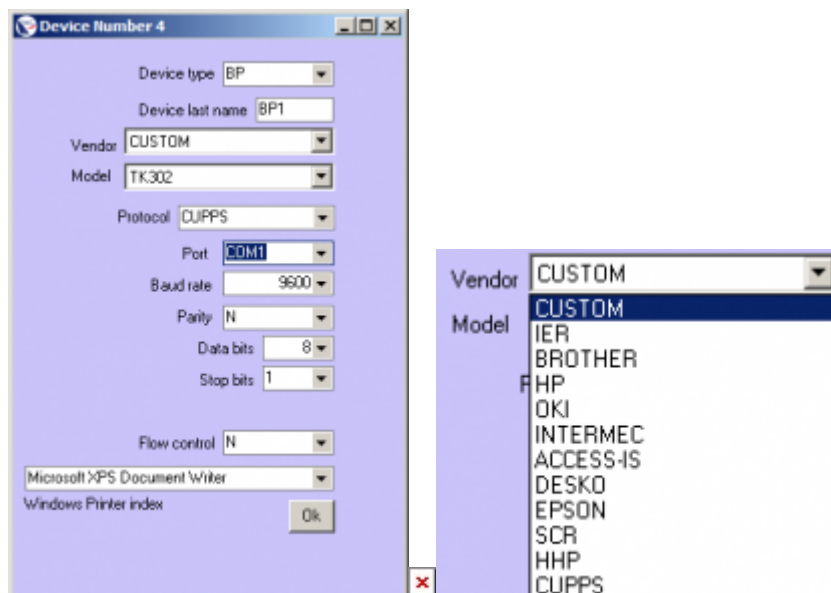 Device Number 4
Device type BP
Device last name BP1
Vendor CUSTOM
Model TK302
Protocol CUPPS
Port COM1
Baud rate 9600
Parity N
Data bits 8
Stop bits 1
Flow control N
Microsoft XPS Document Writer
Windows Printer index
Ok
Vendor CUSTOM
CUSTOM
Model IER
BROTHER
HP
OKI
INTERMEC
ACCESS-IS
DESKO
EPSON
SCR
HHP
CUPPS